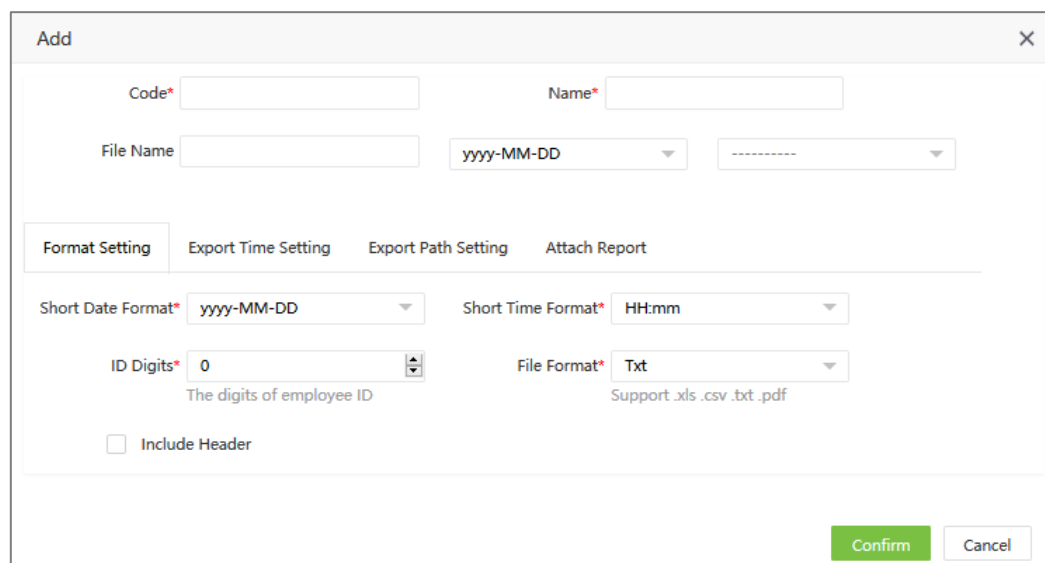 Add
Code* Name*
File Name yyyy-MM-DD ----------
Format Setting Export Time Setting Export Path Setting Attach Report
Short Date Format* yyyy-MM-DD Short Time Format* HH:mm
ID Digits* 0 File Format* Txt
The digits of employee ID Support .xls .csv .txt .pdf
Include Header
Confirm Cancel